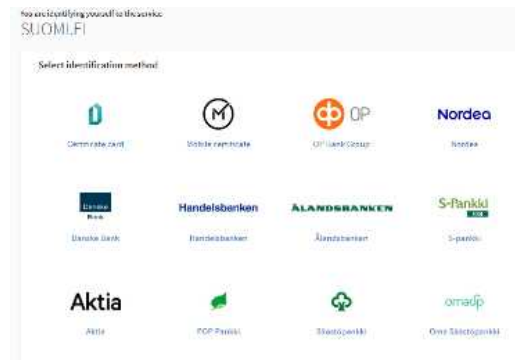 You are identifying yourself to the service
SUOMI.FI
Select identification method
OP
Nordea
Certificate card
Mobile certificate
OP Bank Group
Nordea
Danske
Bank
Handelsbanken
ÅLANDSBANKEN
S-Pankki
Danske Bank
Handelsbanken
Ålandsbanken
S-pankki
Aktia
omasp
Aktia
POP Pankki
Säästöpankki
Oma Säästöpankki